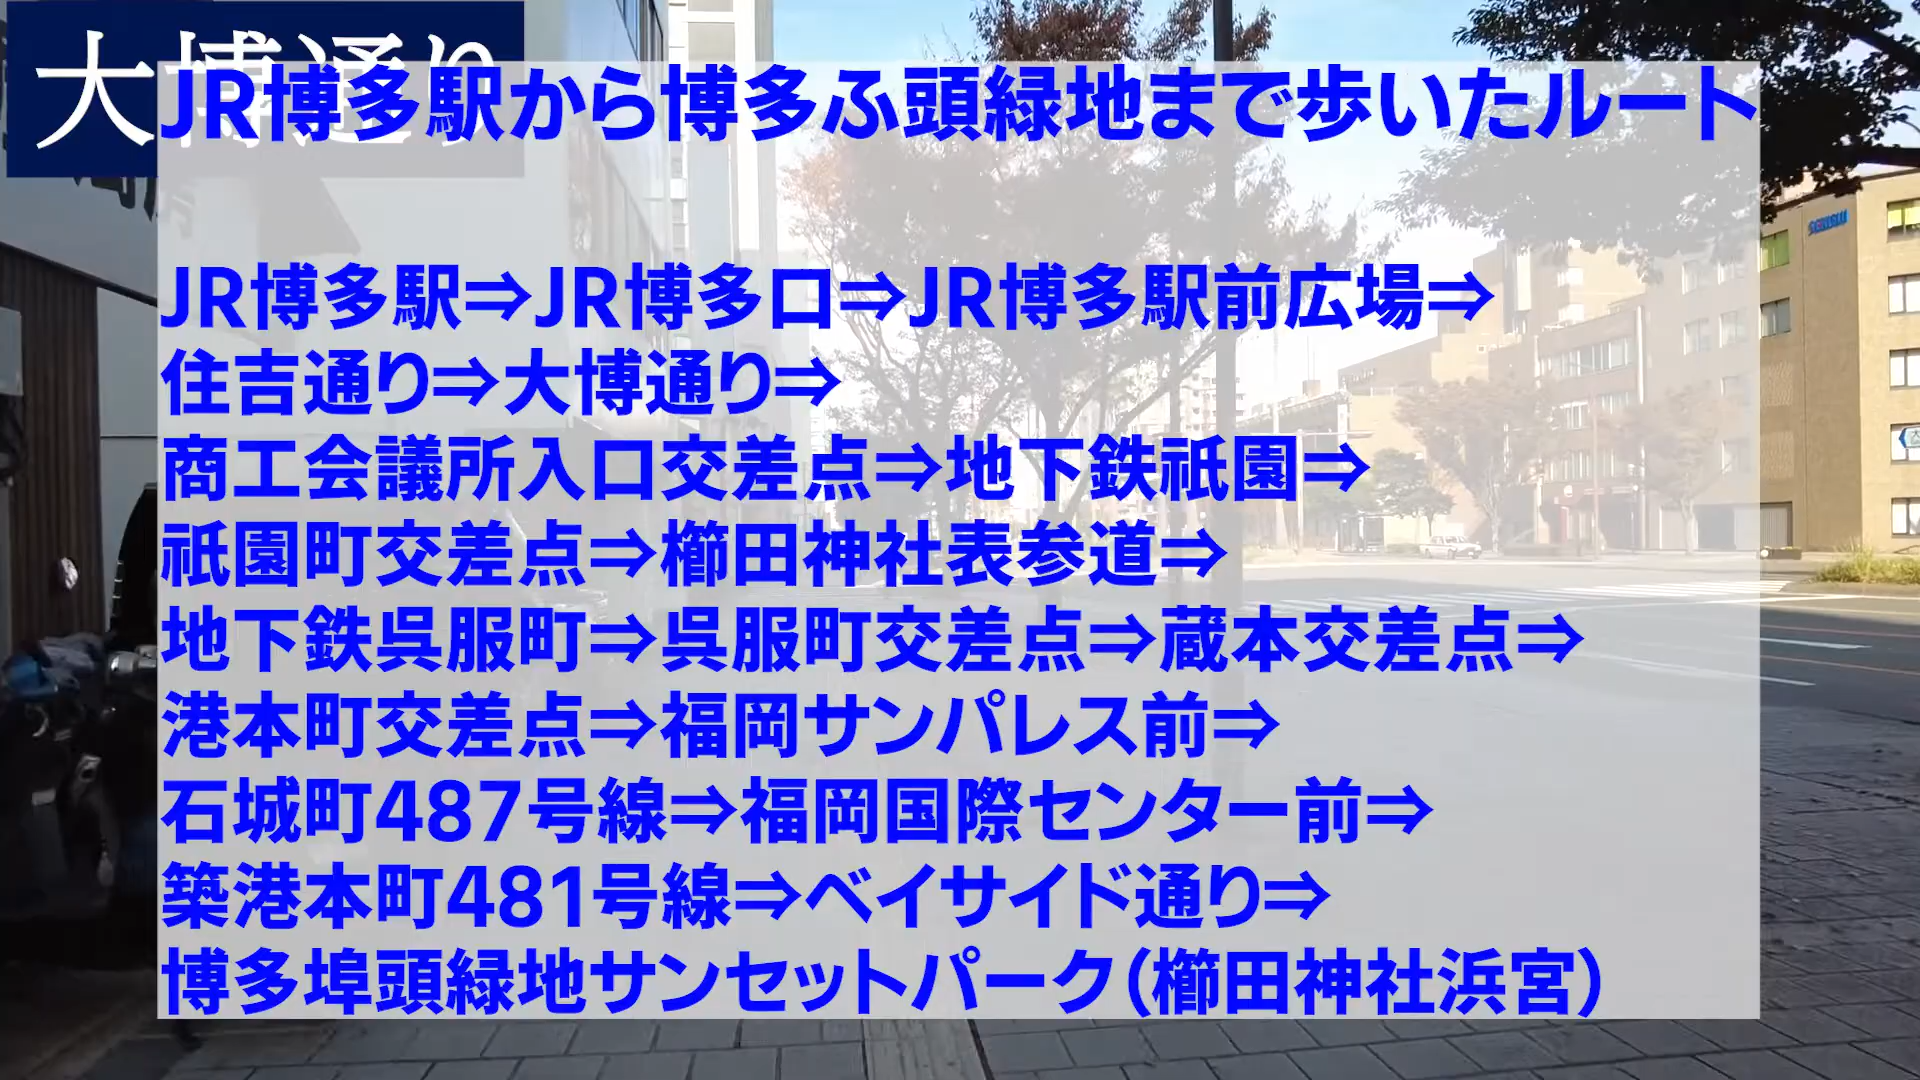 大博通り
JR博多駅から博多ふ頭緑地まで歩いたルート
JR博多駅⇒JR博多口⇒JR博多駅前広場⇒
住吉通り⇒大博通り⇒
商工会議所入口交差点⇒地下鉄祇園⇒
祇園町交差点⇒櫛田神社表参道⇒
地下鉄呉服町⇒呉服町交差点⇒蔵本交差点⇒
港本町交差点⇒福岡サンパレス前⇒
石城町487号線⇒福岡国際センター前⇒
築港本町481号線⇒ベイサイド通り⇒
博多埠頭緑地サンセットパーク(櫛田神社浜宮)